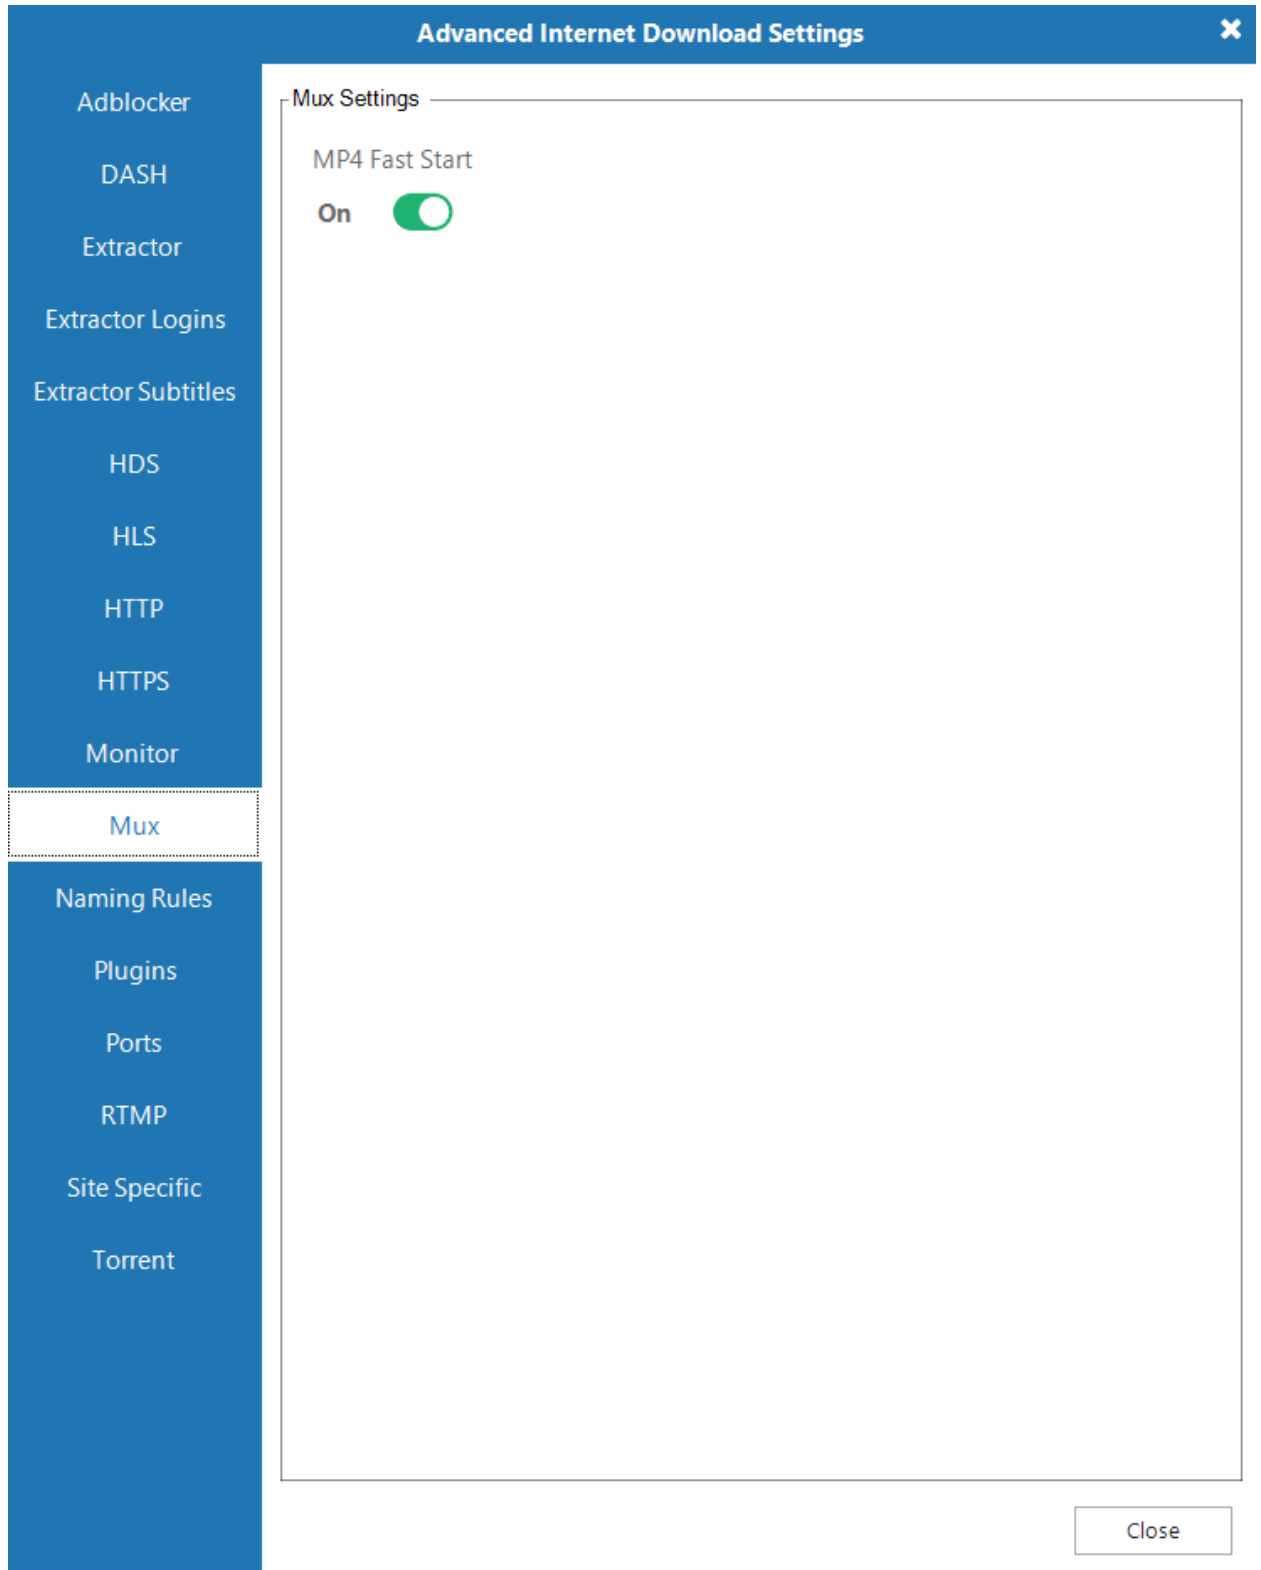 Advanced Internet Download Settings
Adblocker
DASH
Extractor
Extractor Logins
Extractor Subtitles
HDS
HLS
HTTP
HTTPS
Monitor
Mux
Naming Rules
Plugins
Ports
RTMP
Site Specific
Torrent
Mux Settings
MP4 Fast Start
On
Close